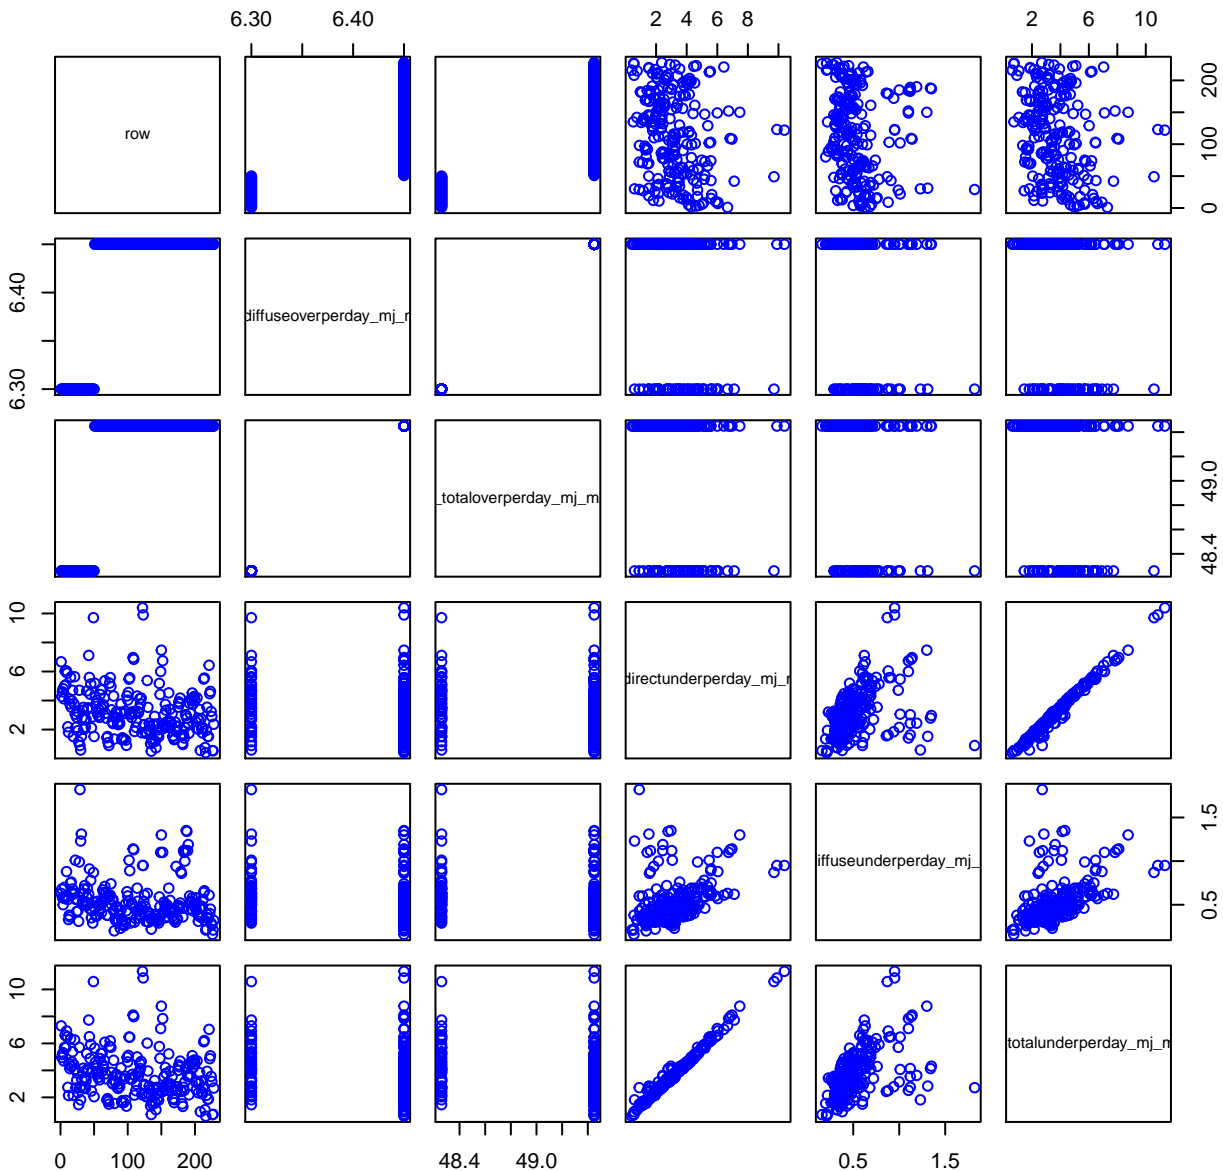 6.30 6.40 2 4 6 8 2 6 10
row 0 100 200
6.30 6.40 diffuseoverperday_mj_r
_totaloverperday_mj_m 48.4 49.0
2 6 10 directunderperday_mj_r
iffuseunderperday_mj_ 0.5 1.5
2 6 10 totalunderperday_mj_m
0 100 200 48.4 49.0 0.5 1.5